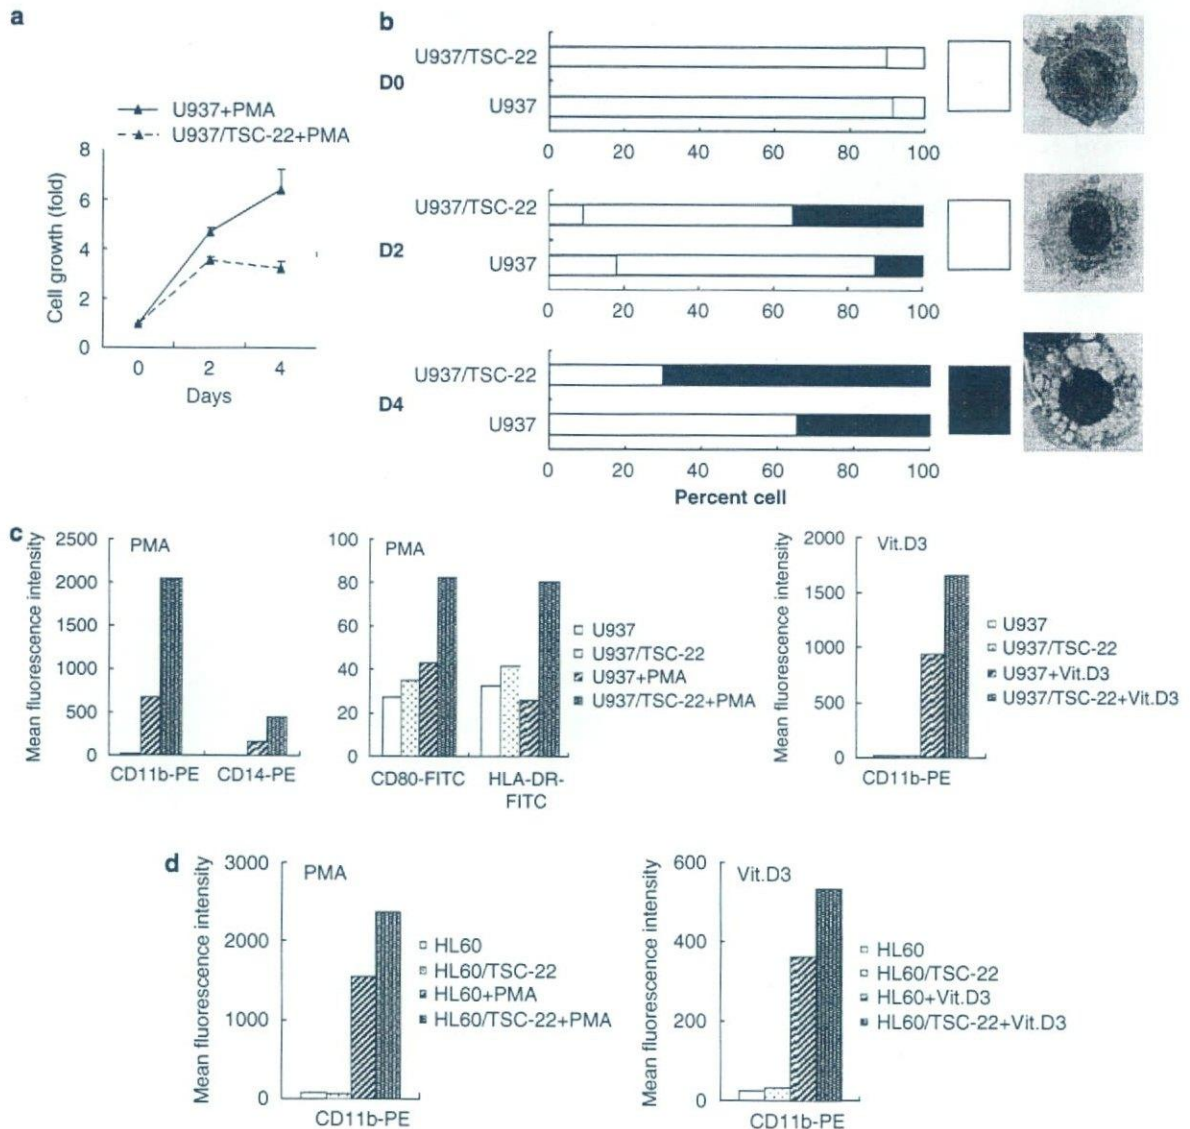 a
U937+PMA
U937/TSC-22+PMA
8
6
4
2
0
Cell growth (fold)
0 2 4
Days
b
D0
U937/TSC-22
U937
0 20 40 60 80 100
D2
U937/TSC-22
U937
0 20 40 60 80 100
D4
U937/TSC-22
U937
0 20 40 60 80 100
Percent cell
c
Mean fluorescence intensity
2500
2000
1500
1000
500
0
PMA
CD11b-PE CD14-PE
100
80
60
40
20
0
PMA
CD80-FITC HLA-DR-
FITC
U937
U937/TSC-22
U937+PMA
U937/TSC-22+PMA
Mean fluorescence intensity
2000
1500
1000
500
0
Vit.D3
CD11b-PE
U937
U937/TSC-22
U937+Vit.D3
U937/TSC-22+Vit.D3
d
Mean fluorescence intensity
3000
2000
1000
0
PMA
CD11b-PE
HL60
HL60/TSC-22
HL60+PMA
HL60/TSC-22+PMA
Mean fluorescence intensity
600
400
200
0
Vit.D3
CD11b-PE
HL60
HL60/TSC-22
HL60+Vit.D3
HL60/TSC-22+Vit.D3